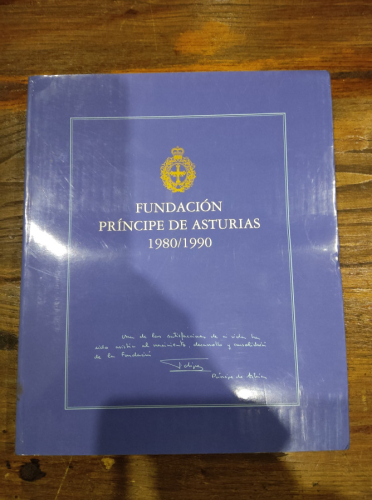 FUNDACIÓN
PRÍNCIPE DE ASTURIAS
1980/1990
Una de las satisfacciones de mi vida ha
sido asistir al nacimiento, desarrollo y consolidación
de la Fundación
Felipe
Príncipe de Asturias